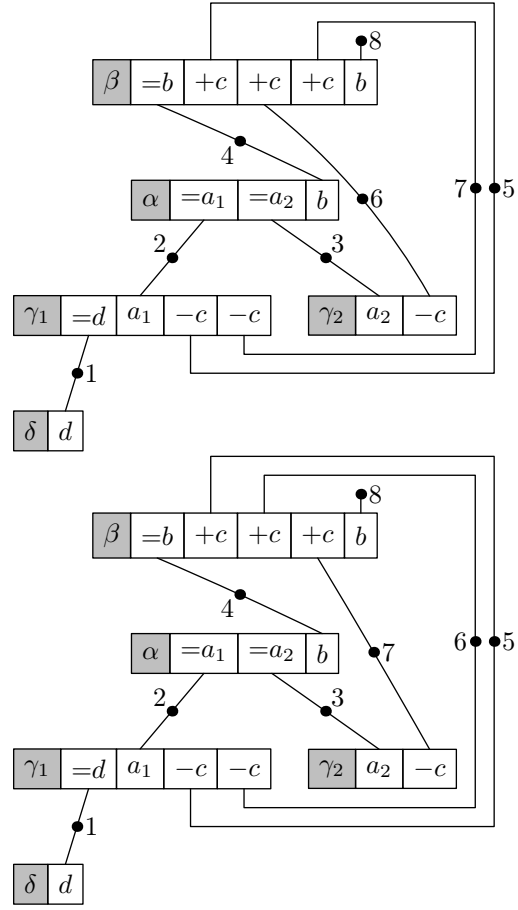 8
β =b +c +c +c b
4
α =a₁ =a₂ b
6
7 5
2 3
γ₁ =d a₁ −c −c
γ₂ a₂ −c
1
δ d
8
β =b +c +c +c b
4
α =a₁ =a₂ b
7
6 5
2 3
γ₁ =d a₁ −c −c
γ₂ a₂ −c
1
δ d